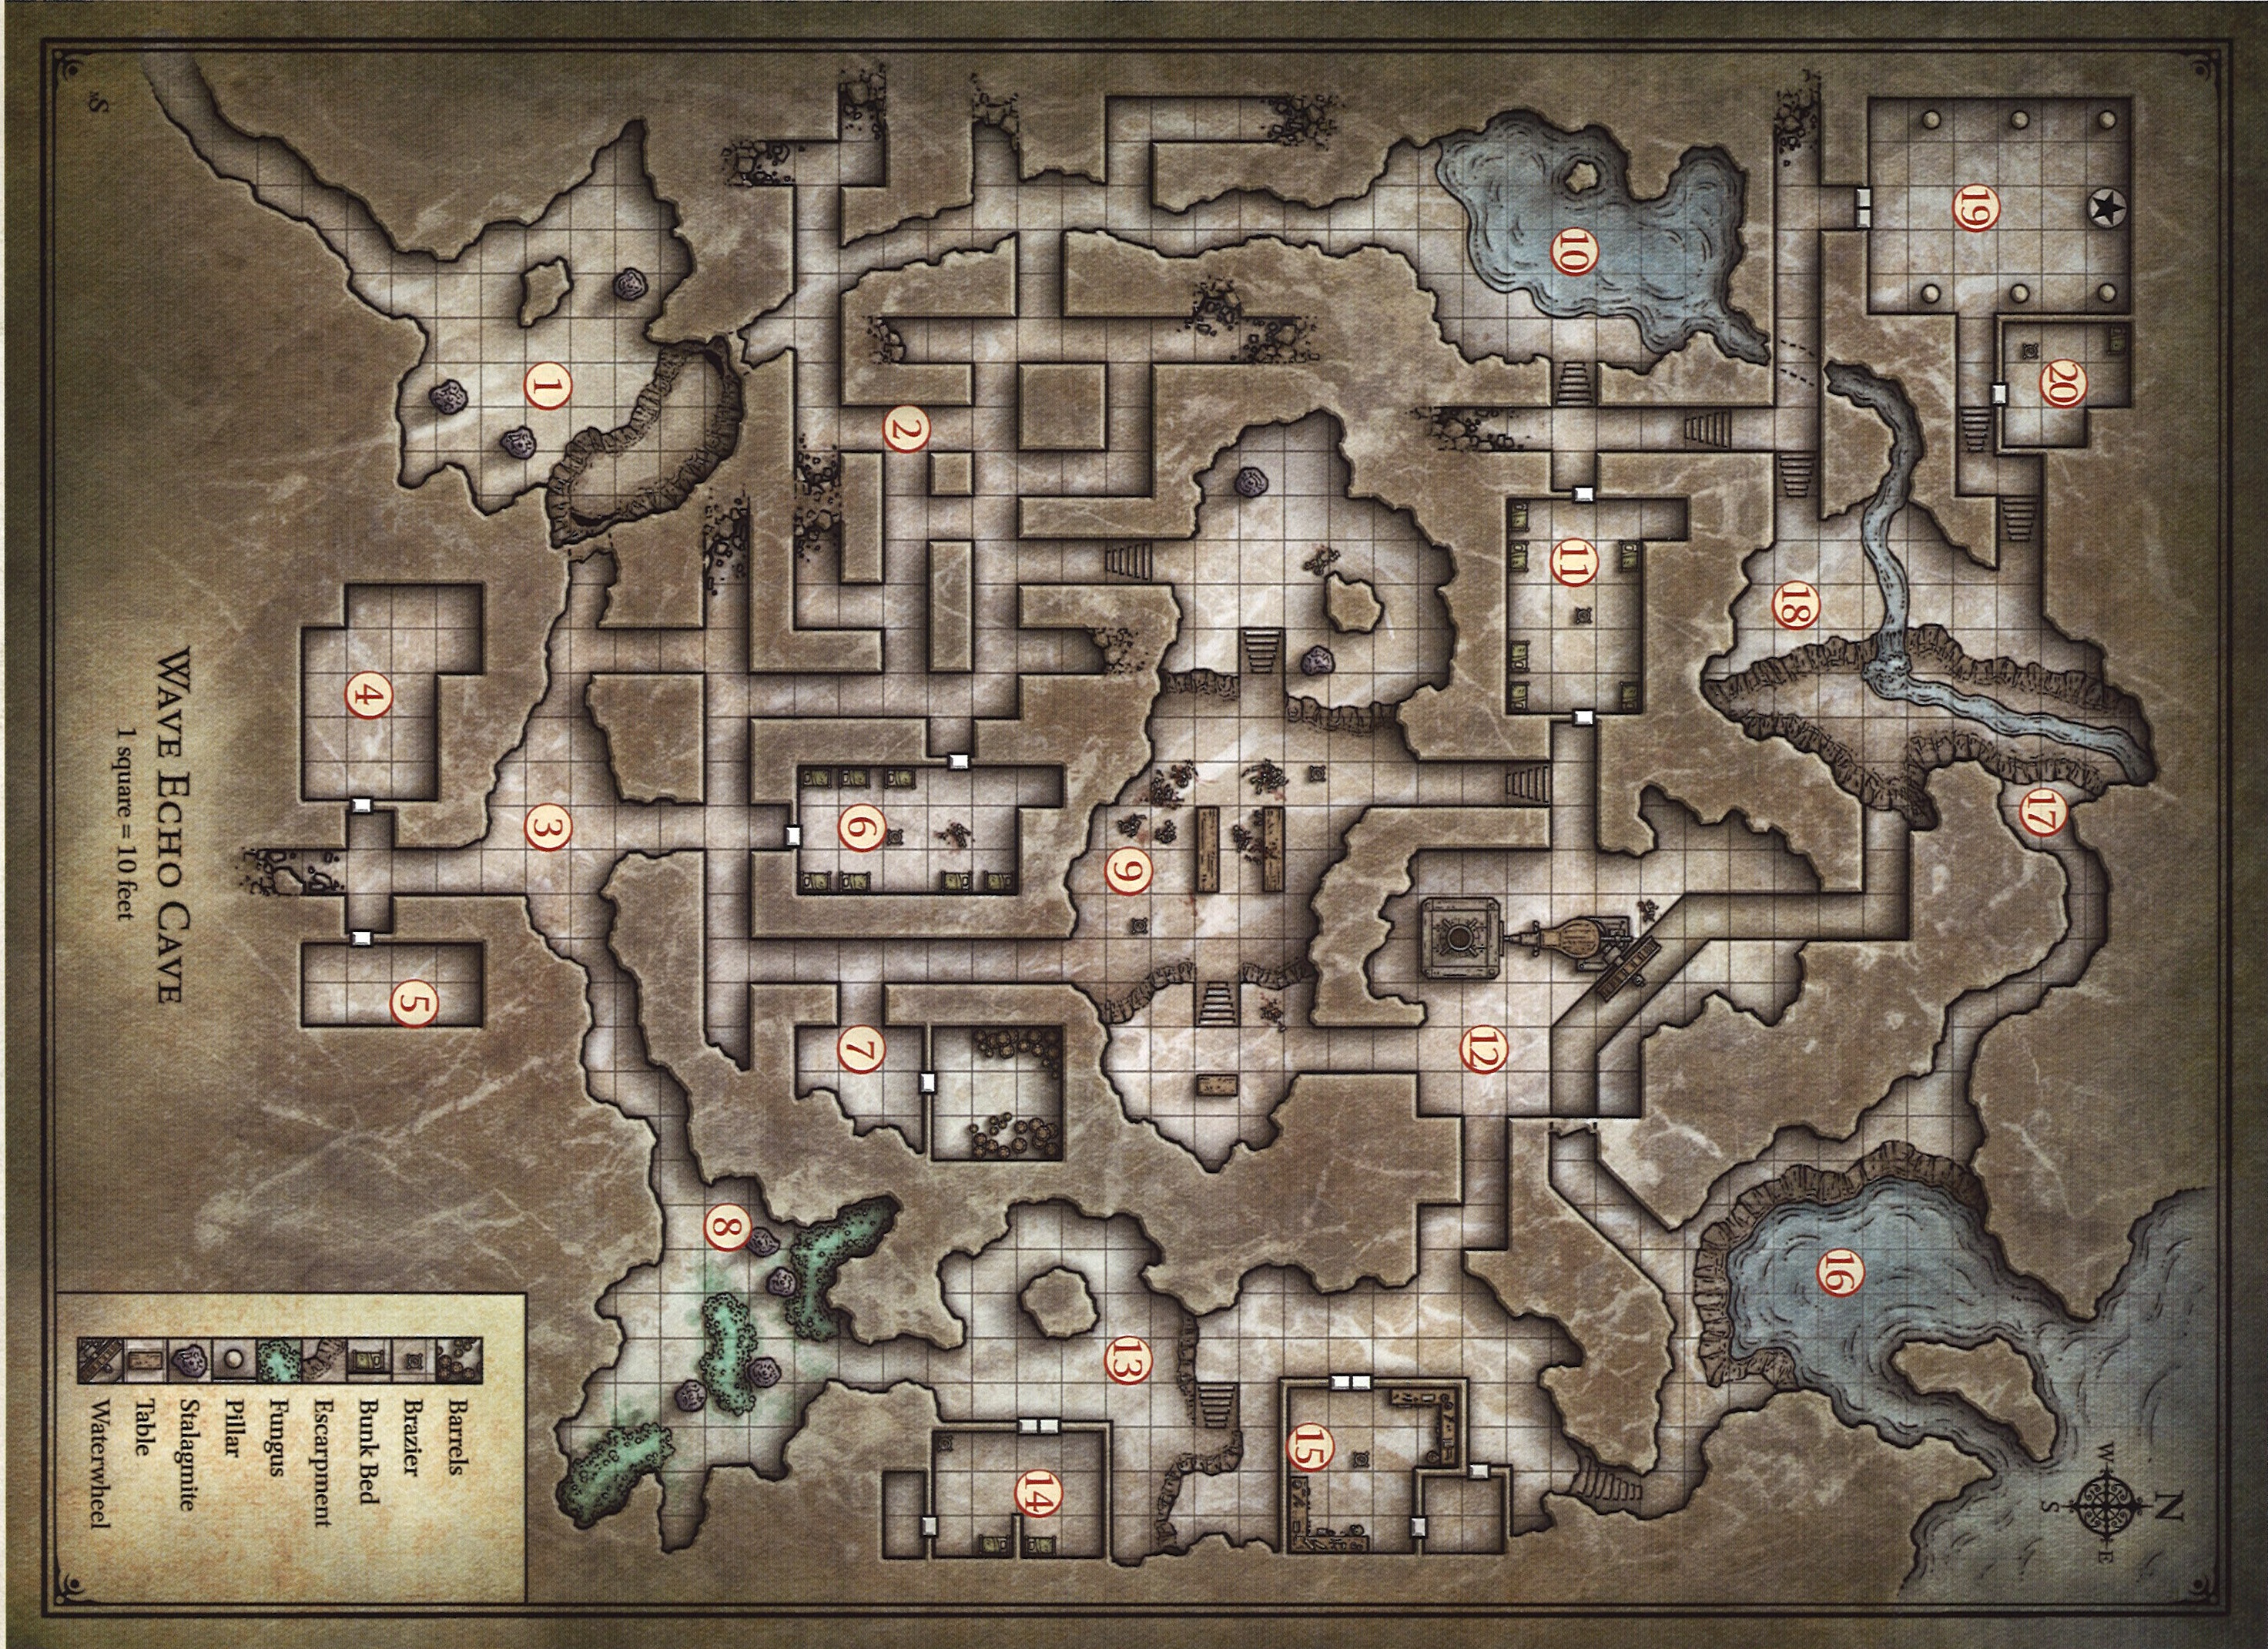 WAVE ECHO CAVE
1 square = 10 feet
1
2
3
4
5
6
7
8
9
10
11
12
13
14
15
16
17
18
19
20
N
W
E
S
Barrels
Brazier
Bunk Bed
Escarpment
Fungus
Pillar
Stalagmite
Table
Waterwheel